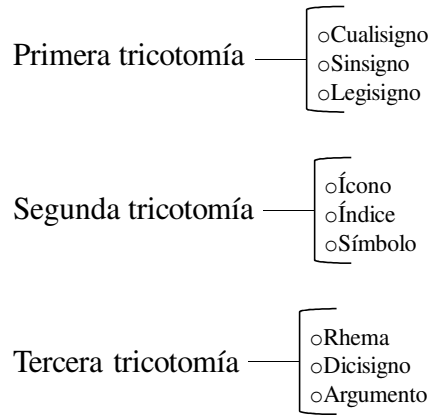 Primera tricotomía
○Cualisigno
○Sinsigno
○Legisigno
Segunda tricotomía
○Ícono
○Índice
○Símbolo
Tercera tricotomía
○Rhema
○Dicisigno
○Argumento